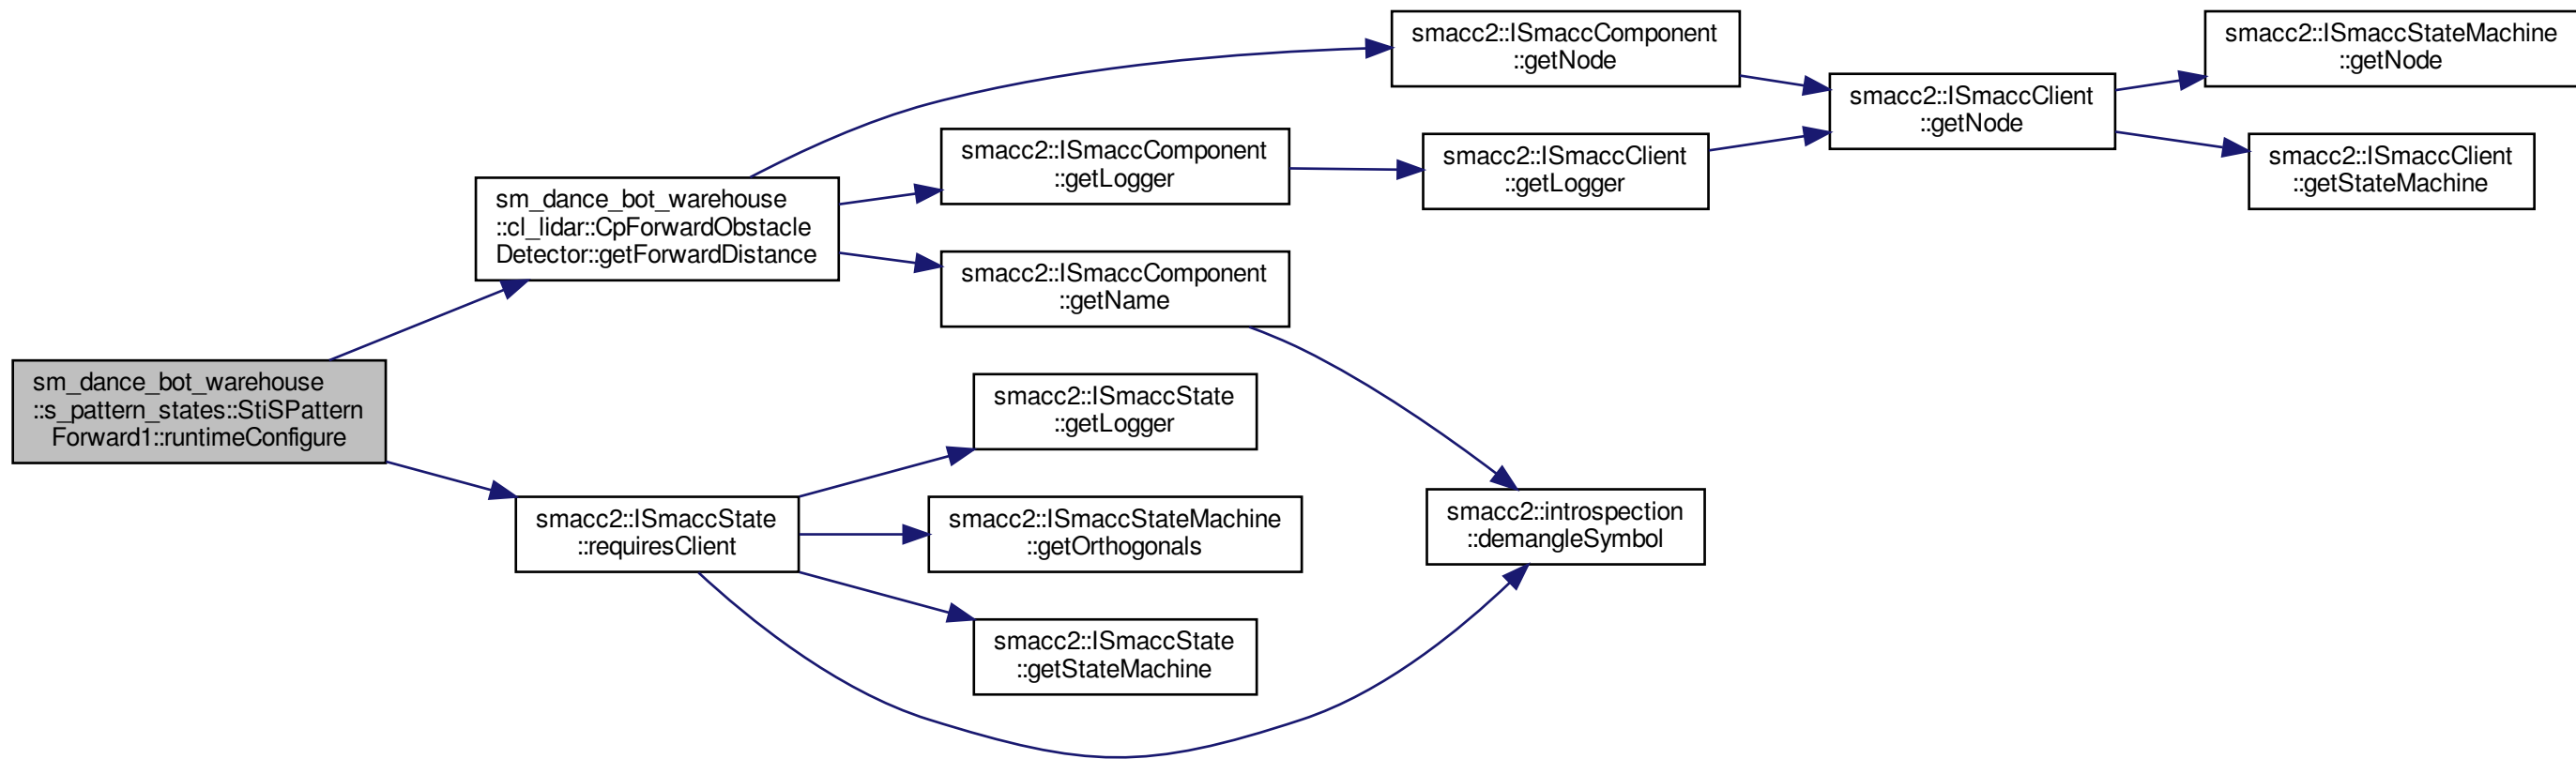 sm_dance_bot_warehouse
::s_pattern_states::StiSPattern
Forward1::runtimeConfigure
sm_dance_bot_warehouse
::cl_lidar::CpForwardObstacle
Detector::getForwardDistance
smacc2::ISmaccComponent
::getNode
smacc2::ISmaccComponent
::getLogger
smacc2::ISmaccComponent
::getName
smacc2::ISmaccClient
::getLogger
smacc2::ISmaccClient
::getNode
smacc2::ISmaccStateMachine
::getNode
smacc2::ISmaccClient
::getStateMachine
smacc2::ISmaccState
::requiresClient
smacc2::ISmaccState
::getLogger
smacc2::ISmaccStateMachine
::getOrthogonals
smacc2::ISmaccState
::getStateMachine
smacc2::introspection
::demangleSymbol